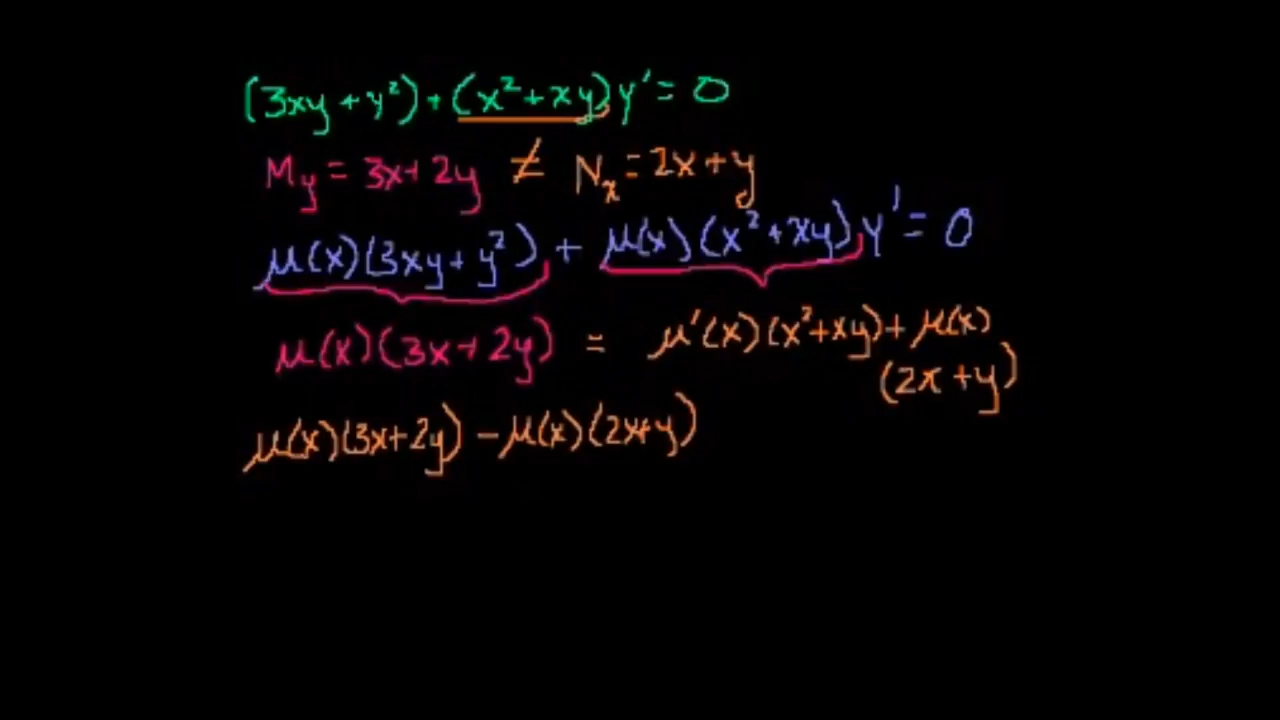 (3xy + y²) + (x² + xy) y' = 0
M_y = 3x + 2y ≠ N_x = 2x + y
μ(x)(3xy + y²) + μ(x)(x² + xy) y' = 0
μ(x)(3x + 2y) = μ'(x)(x² + xy) + μ(x)
(2x + y)
μ(x)(3x + 2y) - μ(x)(2x + y)